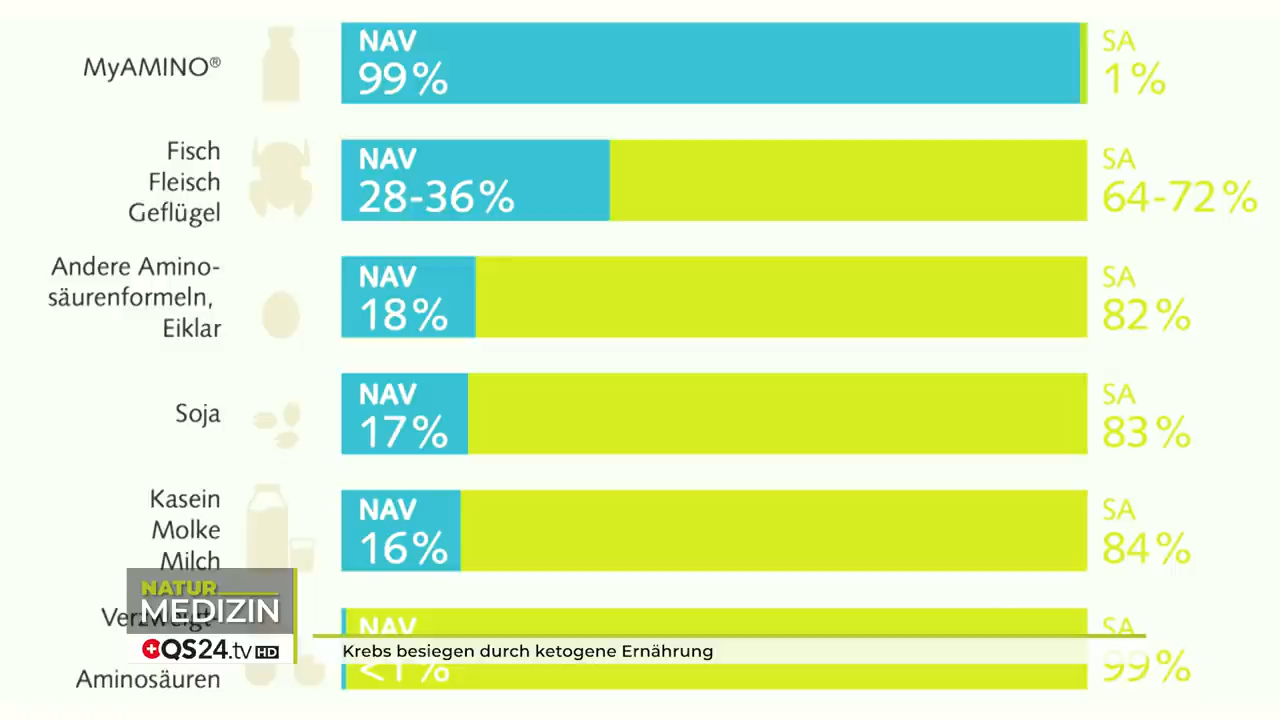 MyAMINO®
NAV
99%
SA
1%
Fisch
Fleisch
Geflügel
NAV
28-36%
SA
64-72%
Andere Amino-
säurenformeln,
Eiklar
NAV
18%
SA
82%
Soja
NAV
17%
SA
83%
Kasein
Molke
Milch
NAV
16%
SA
84%
Verzweigt-
Aminosäuren
NAV
<1%
SA
99%
NATUR
MEDIZIN
QS24.tv HD
Krebs besiegen durch ketogene Ernährung